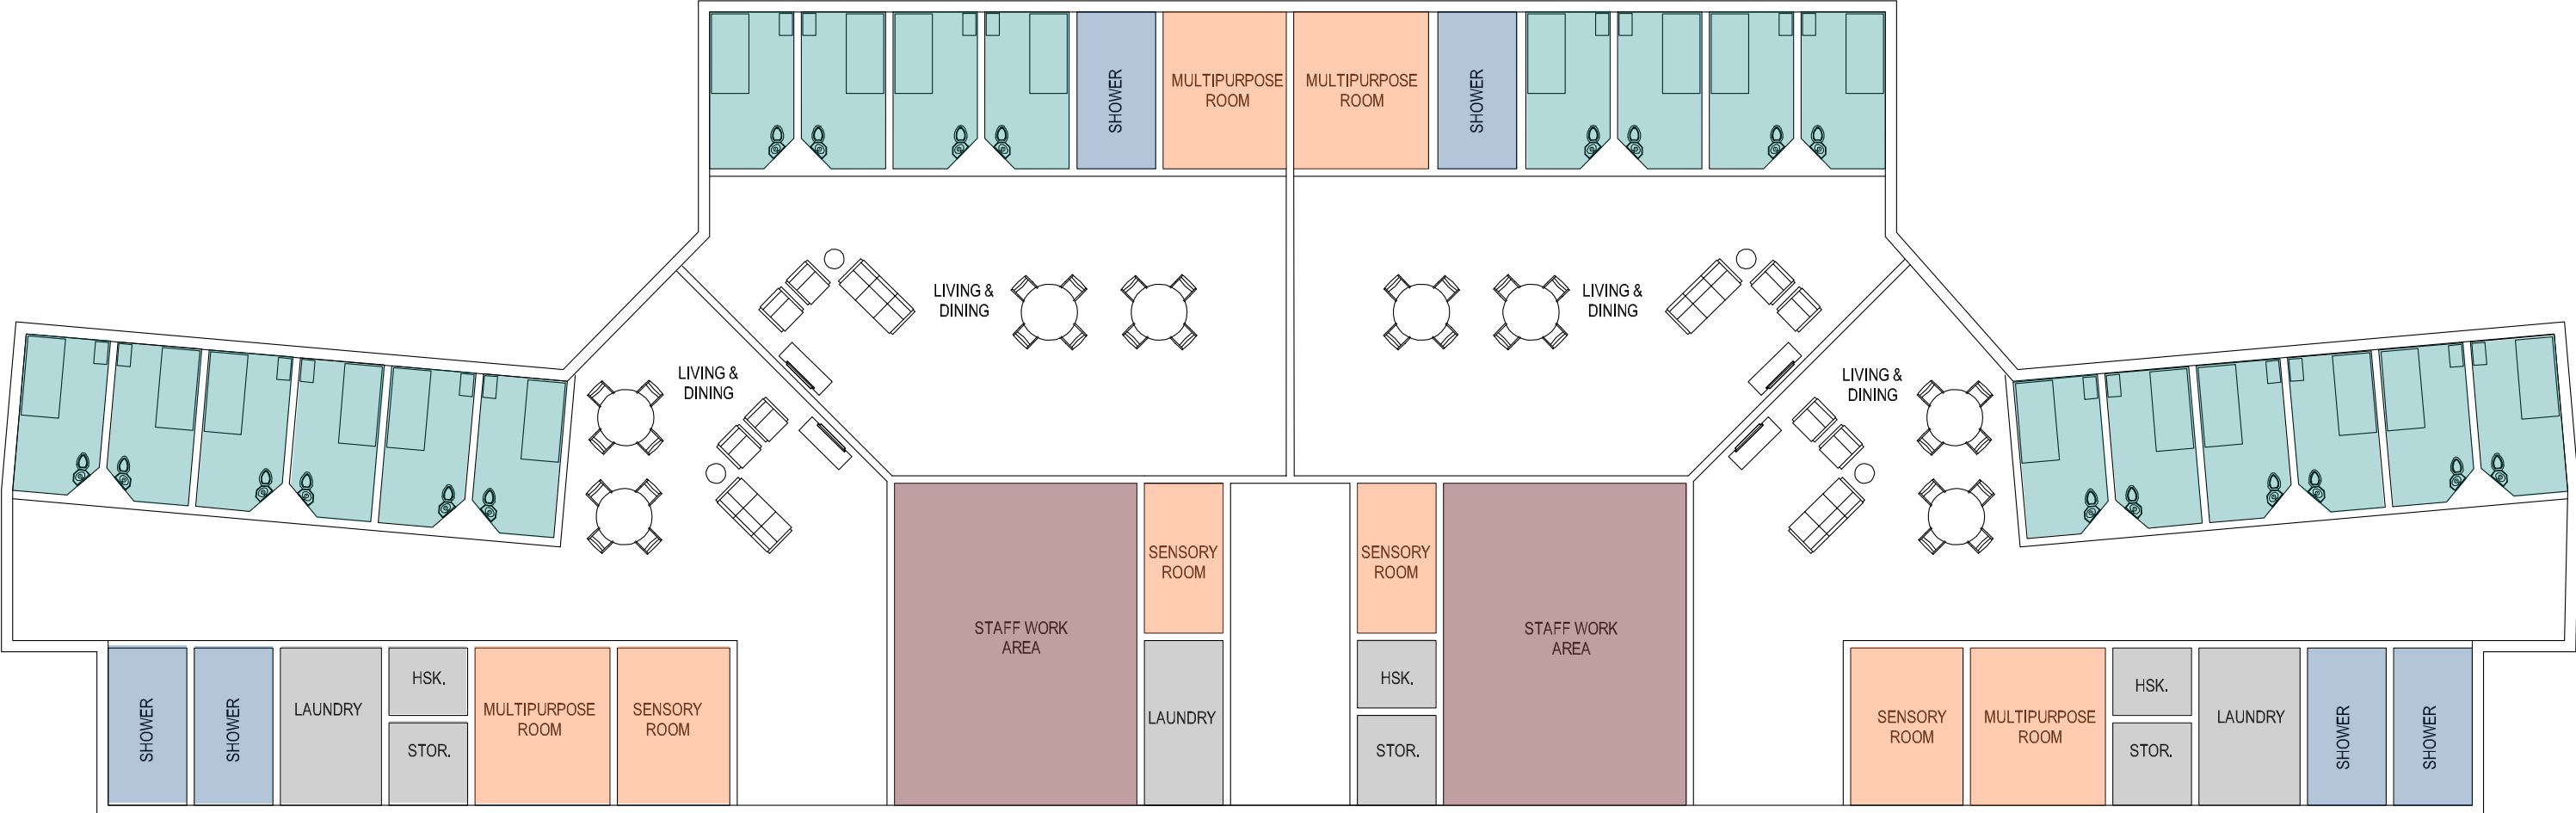 SHOWER
MULTIPURPOSE
ROOM
MULTIPURPOSE
ROOM
SHOWER
LIVING &
DINING
LIVING &
DINING
LIVING &
DINING
LIVING &
DINING
STAFF WORK
AREA
SENSORY
ROOM
SENSORY
ROOM
STAFF WORK
AREA
SHOWER
SHOWER
LAUNDRY
HSK.
STOR.
MULTIPURPOSE
ROOM
SENSORY
ROOM
LAUNDRY
HSK.
STOR.
SENSORY
ROOM
MULTIPURPOSE
ROOM
HSK.
STOR.
LAUNDRY
SHOWER
SHOWER